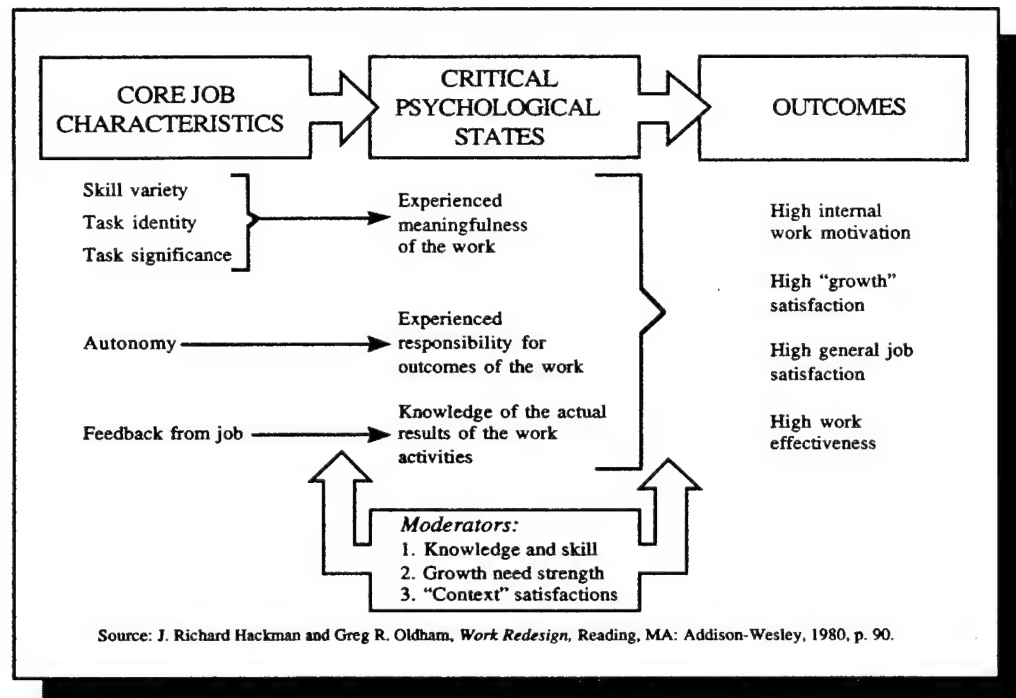 CORE JOB
CHARACTERISTICS
CRITICAL
PSYCHOLOGICAL
STATES
OUTCOMES
Skill variety
Task identity
Task significance
Experienced
meaningfulness
of the work
High internal
work motivation
High “growth”
satisfaction
Autonomy
Experienced
responsibility for
outcomes of the work
High general job
satisfaction
Feedback from job
Knowledge of the actual
results of the work
activities
High work
effectiveness
Moderators:
1. Knowledge and skill
2. Growth need strength
3. “Context” satisfactions
Source: J. Richard Hackman and Greg R. Oldham, Work Redesign, Reading, MA: Addison-Wesley, 1980, p. 90.